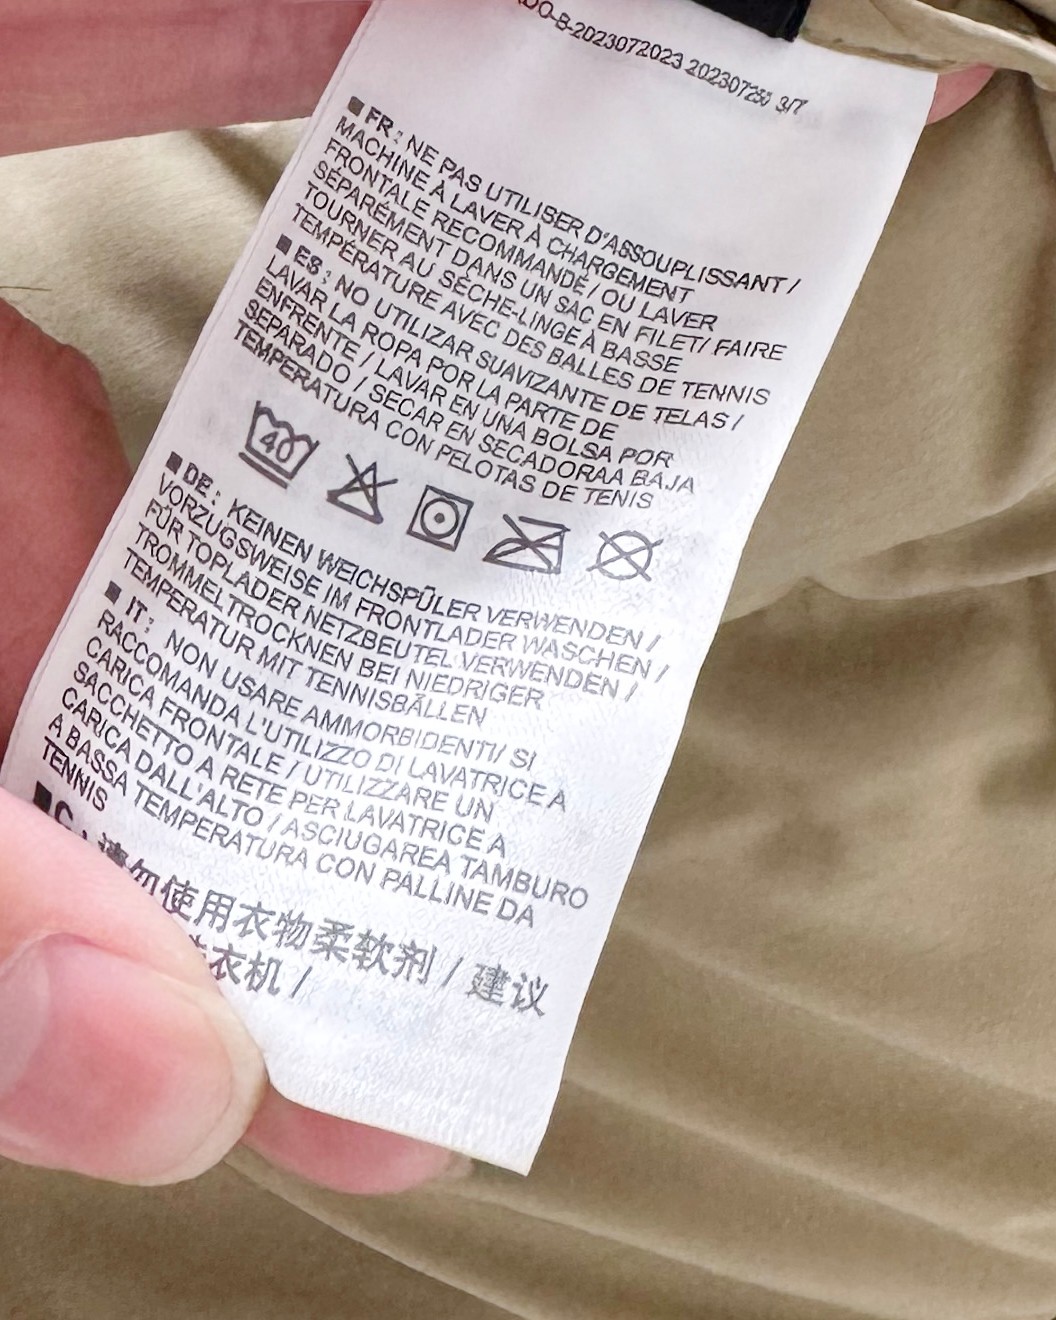 DO-B-2023072023 20230725 3/7
■ FR : NE PAS UTILISER D'ASSOUPLISSANT /
MACHINE À LAVER À CHARGEMENT
FRONTALE RECOMMANDÉ / OU LAVER
SÉPARÉMENT DANS UN SAC EN FILET/ FAIRE
TOURNER AU SÈCHE-LINGE À BASSE
TEMPÉRATURE AVEC DES BALLES DE TENNIS
■ ES : NO UTILIZAR SUAVIZANTE DE TELAS /
LAVAR LA ROPA POR LA PARTE DE
ENFRENTE / LAVAR EN UNA BOLSA POR
SEPARADO / SECAR EN SECADORAA BAJA
TEMPERATURA CON PELOTAS DE TENIS
40
■ DE : KEINEN WEICHSPÜLER VERWENDEN /
VORZUGSWEISE IM FRONTLADER WASCHEN /
FÜR TOPLADER NETZBEUTEL VERWENDEN /
TROMMELTROCKNEN BEI NIEDRIGER
TEMPERATUR MIT TENNISBÄLLEN
■ IT : NON USARE AMMORBIDENTI/ SI
RACCOMANDA L'UTILIZZO DI LAVATRICE A
CARICA FRONTALE / UTILIZZARE UN
SACCHETTO A RETE PER LAVATRICE A
CARICA DALL'ALTO / ASCIUGAREA TAMBURO
A BASSA TEMPERATURA CON PALLINE DA
TENNIS
■C : 请勿使用衣物柔软剂 / 建议
衣机 /